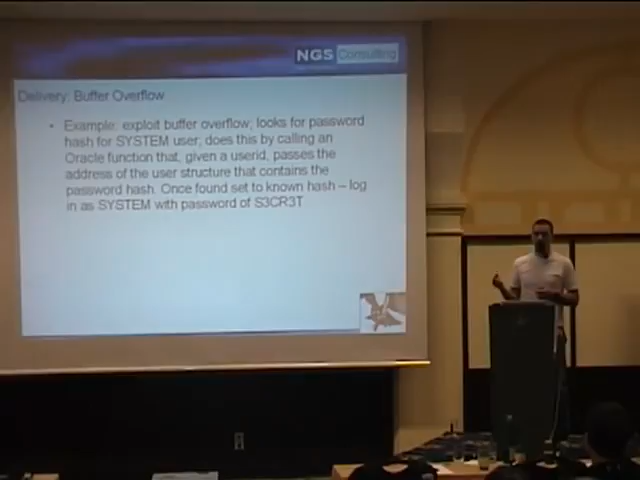 NGS Consulting
Delivery: Buffer Overflow
• Example: exploit buffer overflow; looks for password
hash for SYSTEM user; does this by calling an
Oracle function that, given a userid, passes the
address of the user structure that contains the
password hash. Once found set to known hash – log
in as SYSTEM with password of S3CR3T